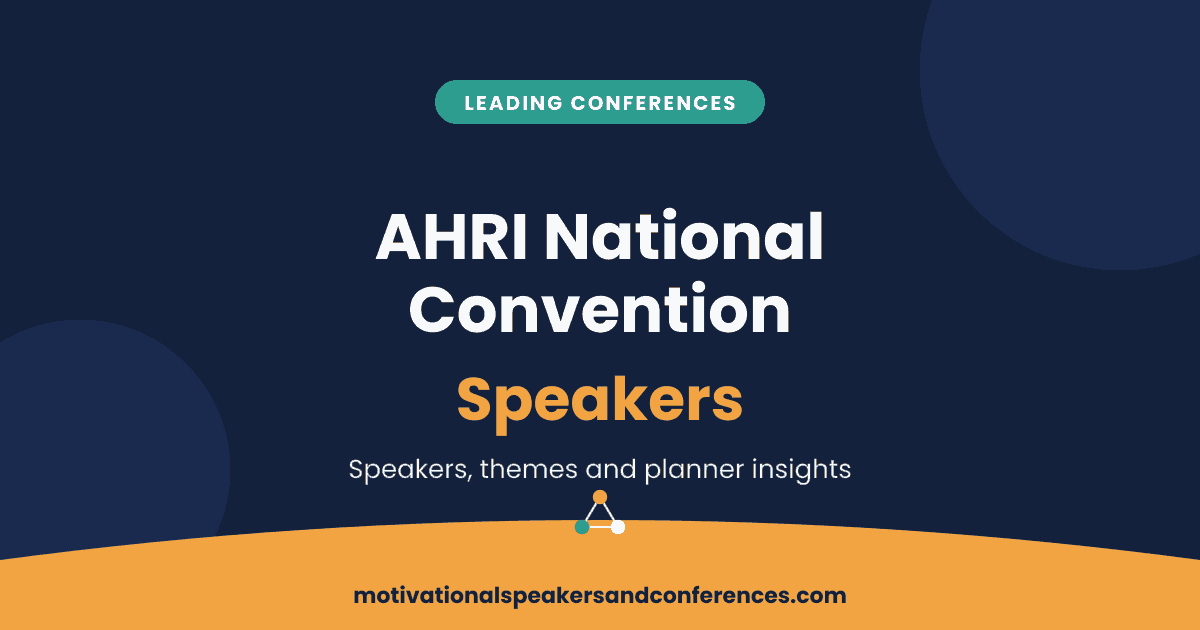 LEADING CONFERENCES
AHRI National
Convention
Speakers
Speakers, themes and planner insights
motivationalspeakersandconferences.com